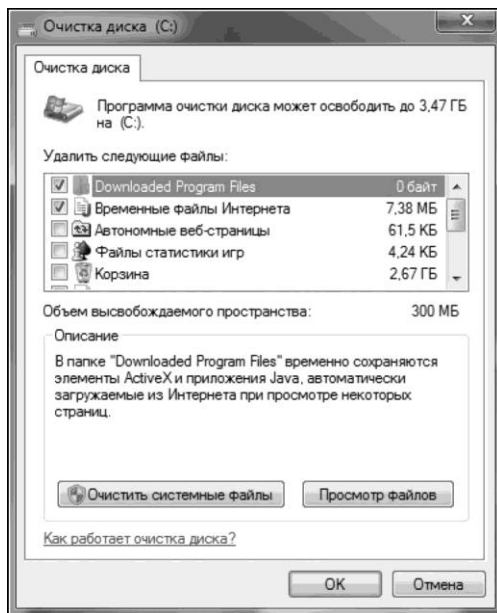 Очистка диска (C:)
Очистка диска
Программа очистки диска может освободить до 3,47 ГБ
на (C:).
Удалить следующие файлы:
Downloaded Program Files 0 байт
Временные файлы Интернета 7,38 МБ
Автономные веб-страницы 61,5 КБ
Файлы статистики игр 4,24 КБ
Корзина 2,67 ГБ
Объем высвобождаемого пространства: 300 МБ
Описание
В папке "Downloaded Program Files" временно сохраняются
элементы ActiveX и приложения Java, автоматически
загружаемые из Интернета при просмотре некоторых
страниц.
Очистить системные файлы Просмотр файлов
Как работает очистка диска?
OK Отмена